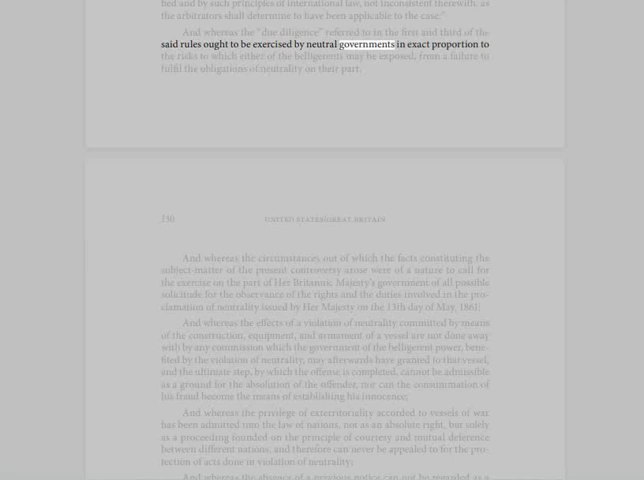 bed and by such principles of international law, not inconsistent therewith, as
the arbitrators shall determine to have been applicable to the case:"
And whereas the "due diligence" referred to in the first and third of the
said rules ought to be exercised by neutral governments in exact proportion to
the risks to which either of the belligerents may be exposed, from a failure to
fulfil the obligations of neutrality on their part.
130
UNITED STATES/GREAT BRITAIN
And whereas the circumstances out of which the facts constituting the
subject-matter of the present controversy arose were of a nature to call for
the exercise on the part of Her Britannic Majesty's government of all possible
solicitude for the observance of the rights and the duties involved in the pro-
clamation of neutrality issued by Her Majesty on the 13th day of May, 1861;
And whereas the effects of a violation of neutrality committed by means
of the construction, equipment, and armament of a vessel are not done away
with by any commission which the government of the belligerent power, bene-
fited by the violation of neutrality, may afterwards have granted to that vessel,
and the ultimate step, by which the offense is completed, cannot be admissible
as a ground for the absolution of the offender, nor can the consummation of
his fraud become the means of establishing his innocence;
And whereas the privilege of exterritoriality accorded to vessels of war
has been admitted into the law of nations, not as an absolute right, but solely
as a proceeding founded on the principle of courtesy and mutual deference
between different nations, and therefore can never be appealed to for the pro-
tection of acts done in violation of neutrality;
And whereas the absence of a previous notice can not be regarded as a